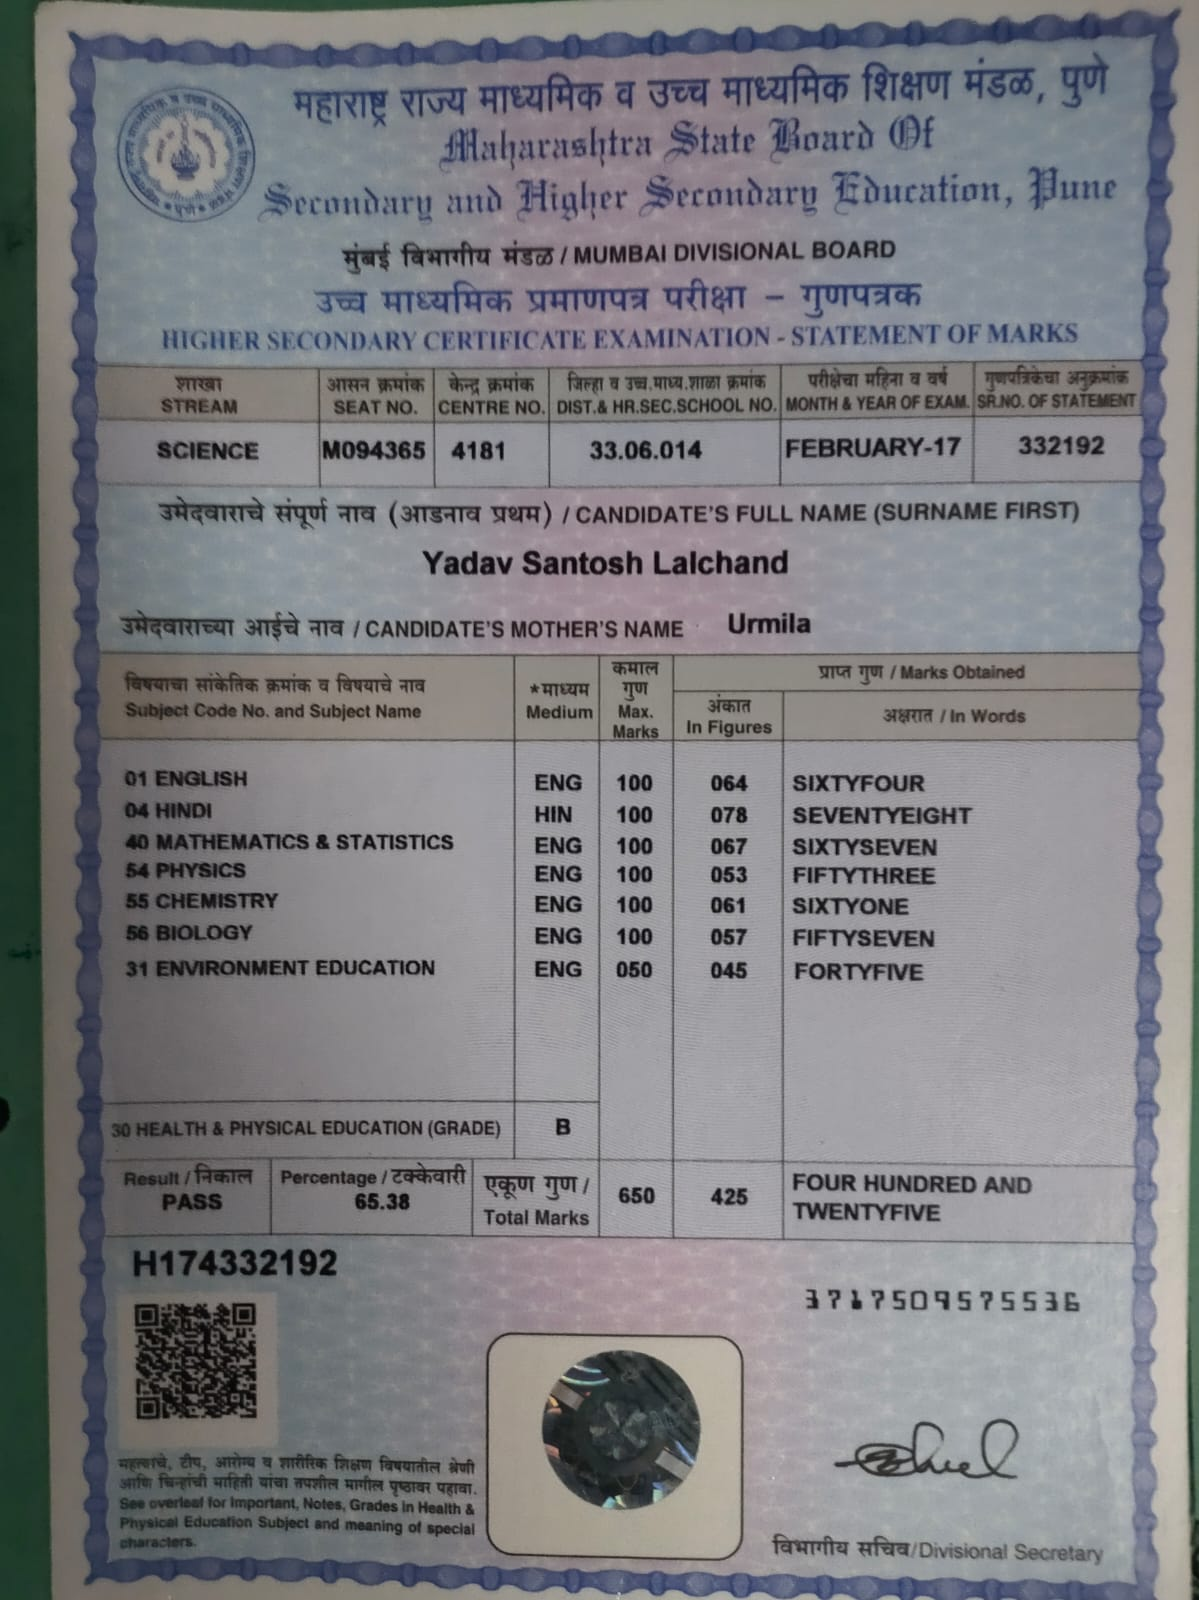 महाराष्ट्र राज्य माध्यमिक व उच्च माध्यमिक शिक्षण मंडळ, पुणे
Maharashtra State Board Of
Secondary and Higher Secondary Education, Pune
मुंबई विभागीय मंडळ / MUMBAI DIVISIONAL BOARD
उच्च माध्यमिक प्रमाणपत्र परीक्षा – गुणपत्रक
HIGHER SECONDARY CERTIFICATE EXAMINATION - STATEMENT OF MARKS
शाखा आसन क्रमांक केन्द्र क्रमांक जिल्हा व उच्च.माध्य.शाळा क्रमांक परीक्षेचा महिना व वर्ष गुणपत्रिकेचा अनुक्रमांक
STREAM SEAT NO. CENTRE NO. DIST.& HR.SEC.SCHOOL NO. MONTH & YEAR OF EXAM. SR.NO. OF STATEMENT
SCIENCE M094365 4181 33.06.014 FEBRUARY-17 332192
उमेदवाराचे संपूर्ण नाव (आडनाव प्रथम) / CANDIDATE'S FULL NAME (SURNAME FIRST)
Yadav Santosh Lalchand
उमेदवाराच्या आईचे नाव / CANDIDATE'S MOTHER'S NAME Urmila
विषयाचा सांकेतिक क्रमांक व विषयाचे नाव
Subject Code No. and Subject Name
*माध्यम
Medium
कमाल
गुण
Max.
Marks
प्राप्त गुण / Marks Obtained
अंकात
In Figures
अक्षरात / In Words
01 ENGLISH ENG 100 064 SIXTYFOUR
04 HINDI HIN 100 078 SEVENTYEIGHT
40 MATHEMATICS & STATISTICS ENG 100 067 SIXTYSEVEN
54 PHYSICS ENG 100 053 FIFTYTHREE
55 CHEMISTRY ENG 100 061 SIXTYONE
56 BIOLOGY ENG 100 057 FIFTYSEVEN
31 ENVIRONMENT EDUCATION ENG 050 045 FORTYFIVE
30 HEALTH & PHYSICAL EDUCATION (GRADE) B
Result / निकाल
PASS
Percentage / टक्केवारी
65.38
एकूण गुण /
Total Marks
650 425
FOUR HUNDRED AND
TWENTYFIVE
H174332192
3717509575536
महत्वाचे, टीप, आरोग्य व शारीरिक शिक्षण विषयातील श्रेणी
आणि चिन्हांची माहिती यांचा तपशील मागील पृष्ठावर पहावा.
See overleaf for Important, Notes, Grades in Health &
Physical Education Subject and meaning of special
characters.
विभागीय सचिव/Divisional Secretary